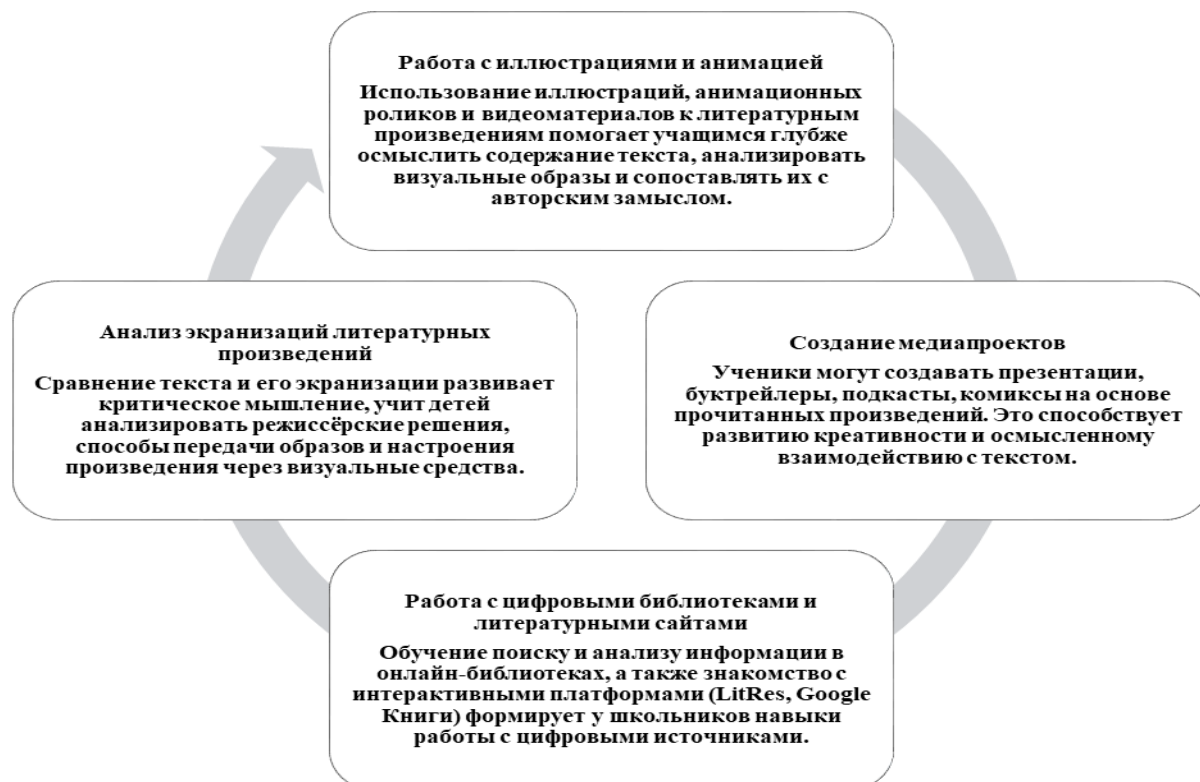 Работа с иллюстрациями и анимацией
Использование иллюстраций, анимационных
роликов и видеоматериалов к литературным
произведениям помогает учащимся глубже
осмыслить содержание текста, анализировать
визуальные образы и сопоставлять их с
авторским замыслом.
Создание медиапроектов
Ученики могут создавать презентации,
буктрейлеры, подкасты, комиксы на основе
прочитанных произведений. Это способствует
развитию креативности и осмысленному
взаимодействию с текстом.
Работа с цифровыми библиотеками и
литературными сайтами
Обучение поиску и анализу информации в
онлайн-библиотеках, а также знакомство с
интерактивными платформами (LitRes, Google
Книги) формирует у школьников навыки
работы с цифровыми источниками.
Анализ экранизаций литературных
произведений
Сравнение текста и его экранизации развивает
критическое мышление, учит детей
анализировать режиссёрские решения,
способы передачи образов и настроения
произведения через визуальные средства.